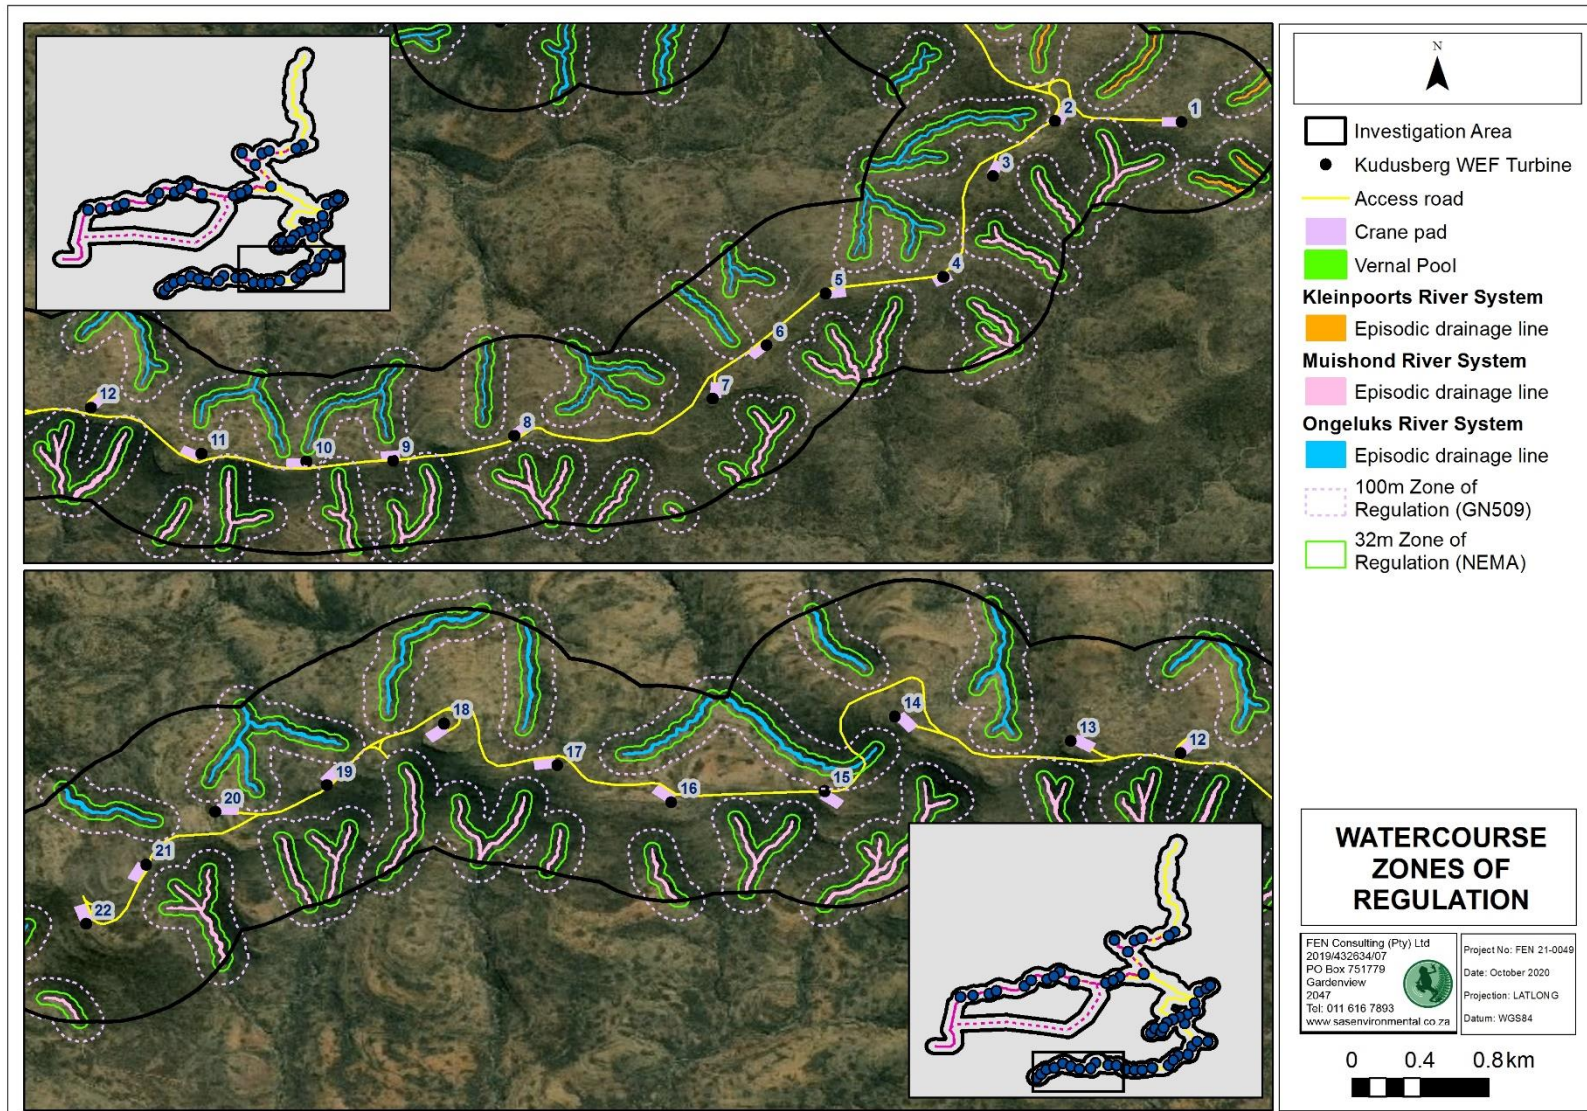 1
2
3
4
5
6
7
8
9
10
11
12
12
13
14
15
16
17
18
19
20
21
22
N
Investigation Area
Kudusberg WEF Turbine
Access road
Crane pad
Vernal Pool
Kleinpoorts River System
Episodic drainage line
Muishond River System
Episodic drainage line
Ongeluks River System
Episodic drainage line
100m Zone of
Regulation (GN509)
32m Zone of
Regulation (NEMA)
WATERCOURSE
ZONES OF
REGULATION
FEN Consulting (Pty) Ltd
2019/432634/07
PO Box 751779
Gardenview
2047
Tel: 011 616 7893
www.sasenvironmental.co.za
Project No: FEN 21-0049
Date: October 2020
Projection: LATLONG
Datum: WGS84
0 0.4 0.8 km